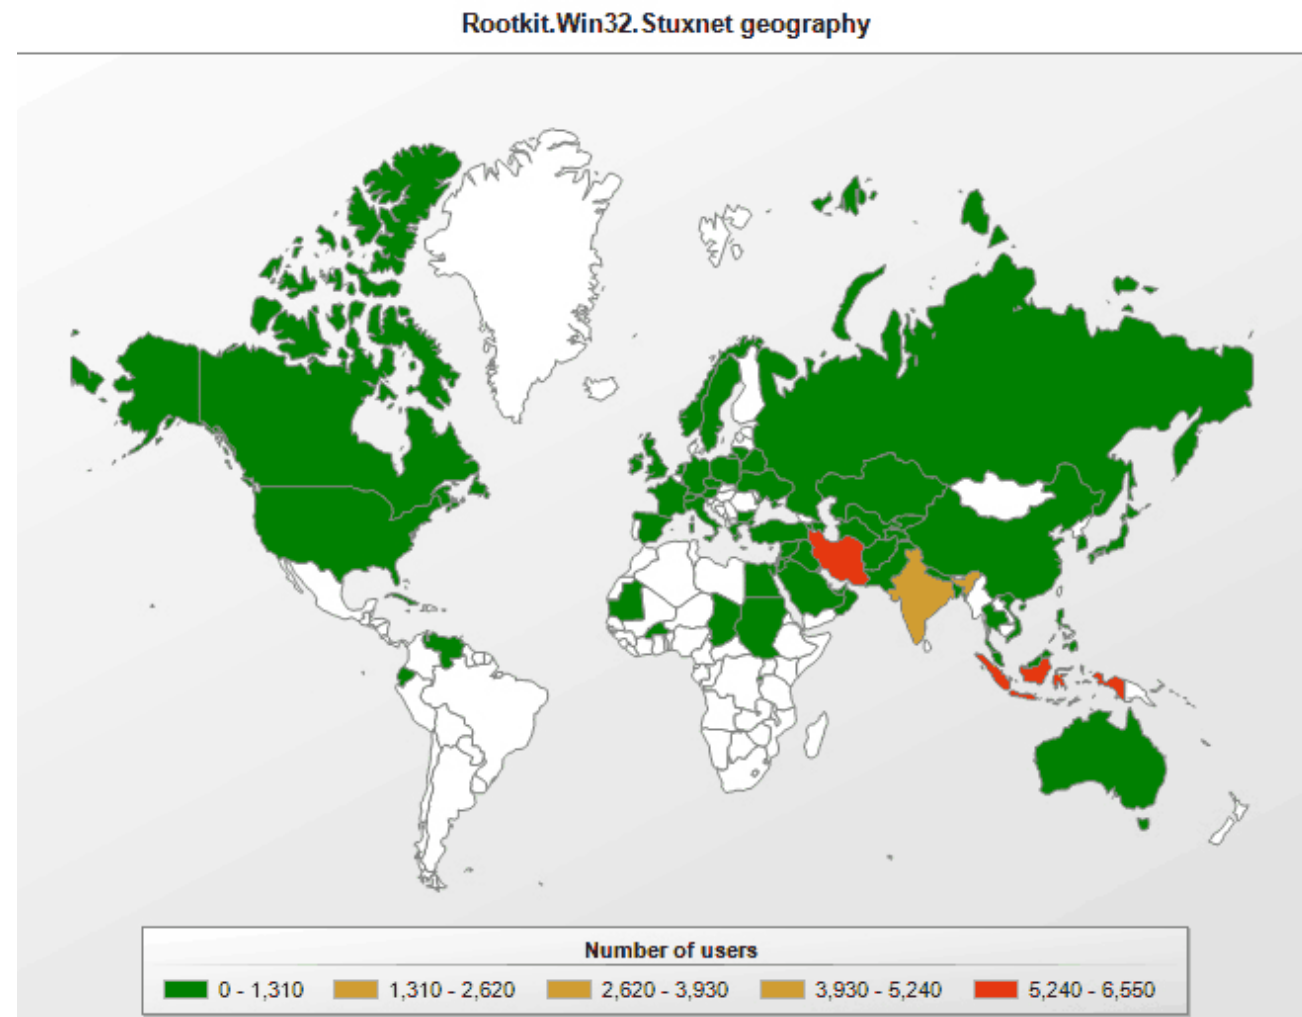 Rootkit.Win32.Stuxnet geography
Number of users
0 - 1,310 1,310 - 2,620 2,620 - 3,930 3,930 - 5,240 5,240 - 6,550